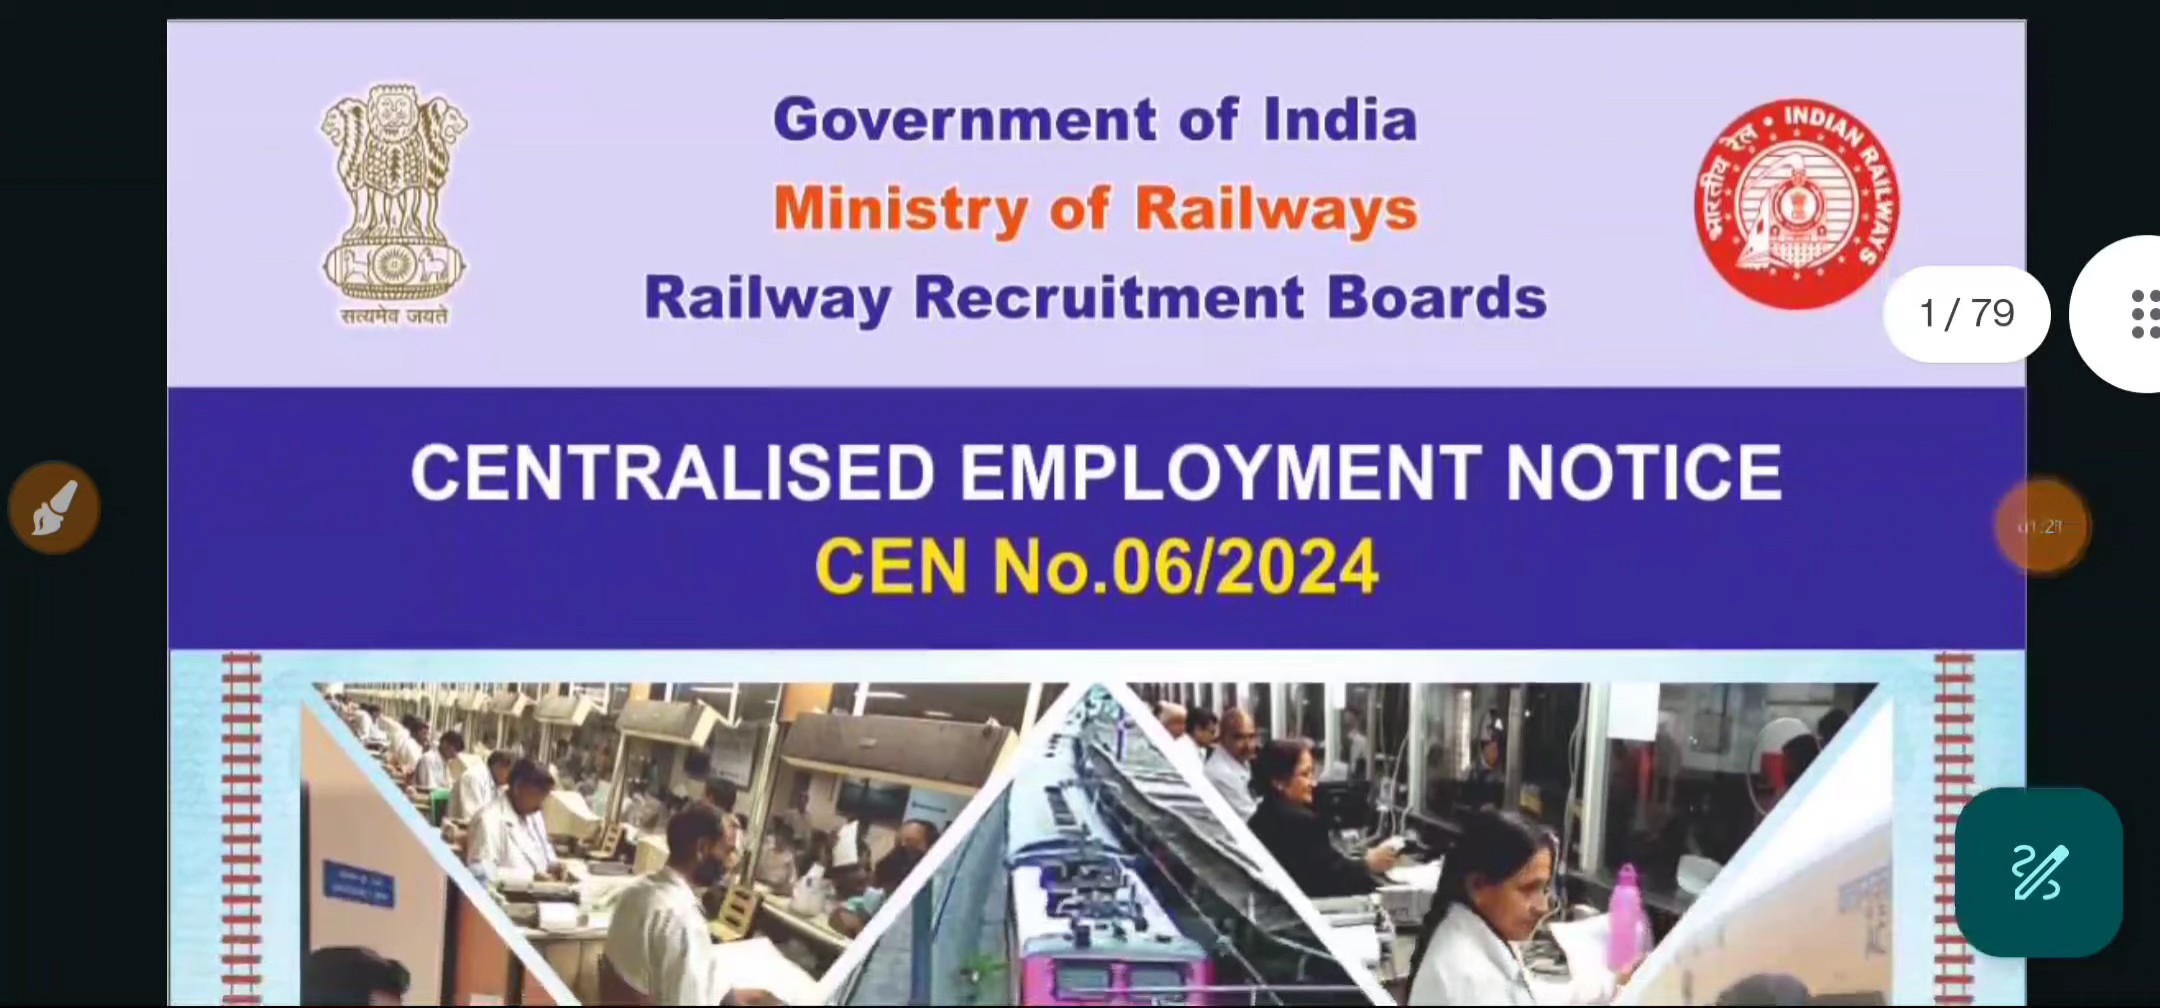 Government of India
Ministry of Railways
Railway Recruitment Boards
सत्यमेव जयते
भारतीय रेल • INDIAN RAILWAYS
1 / 79
CENTRALISED EMPLOYMENT NOTICE
CEN No.06/2024